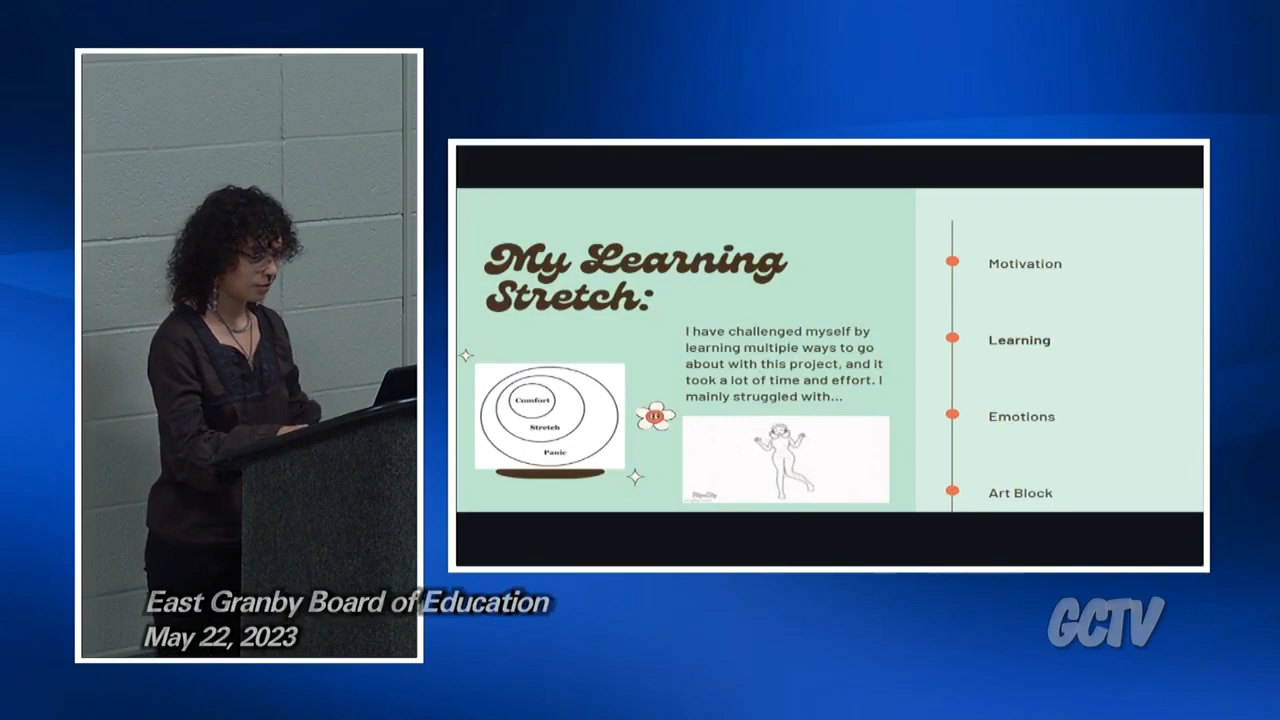 My Learning
Stretch:
I have challenged myself by
learning multiple ways to go
about with this project, and it
took a lot of time and effort. I
mainly struggled with...
Comfort
Stretch
Panic
FlipaClip
Motivation
Learning
Emotions
Art Block
East Granby Board of Education
May 22, 2023
GCTV